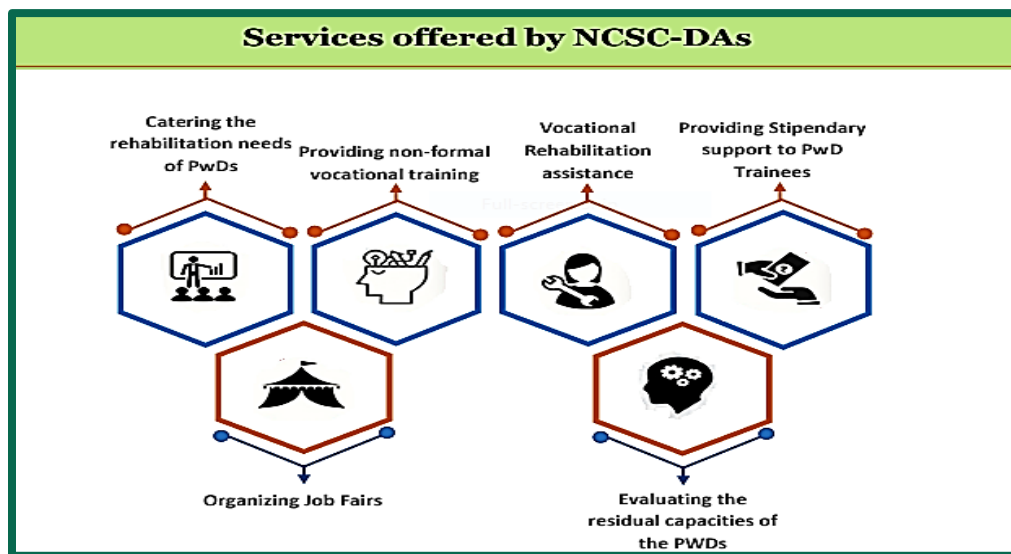 Services offered by NCSC-DAs
Catering the
rehabilitation needs
of PwDs
Providing non-formal
vocational training
Vocational
Rehabilitation
assistance
Providing Stipendary
support to PwD
Trainees
Organizing Job Fairs
Evaluating the
residual capacities of
the PWDs